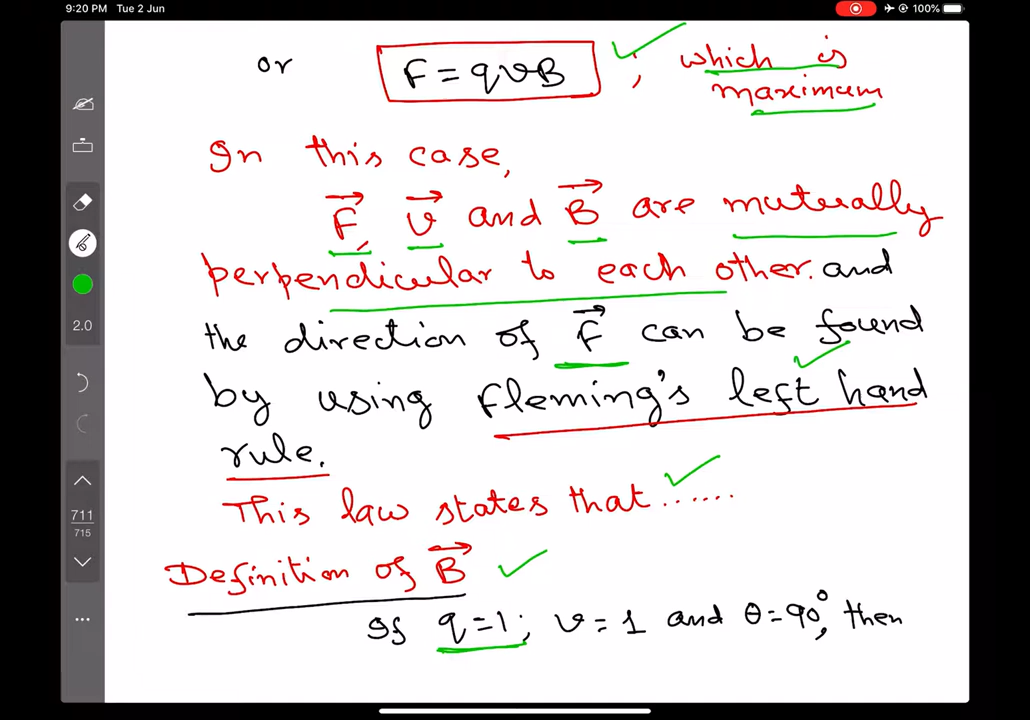 9:20 PM Tue 2 Jun
100%
or F = qvB ; which is
maximum
In this case,
F⃗ v⃗ and B⃗ are muturally
perpendicular to each other. and
the direction of F⃗ can be found
by using Fleming's left hand
rule.
This law states that......
Definition of B⃗
If q=1; v=1 and θ=90°, then
2.0
711
715